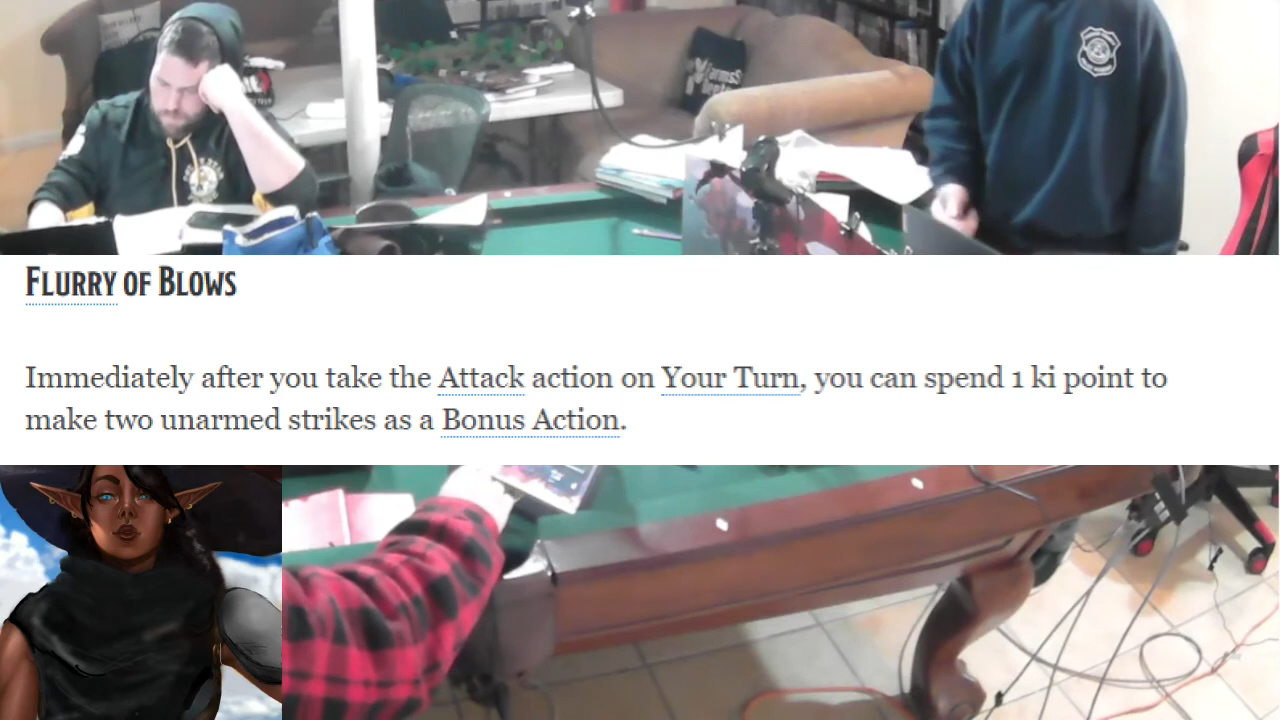 Flurry of Blows
Immediately after you take the Attack action on Your Turn, you can spend 1 ki point to
make two unarmed strikes as a Bonus Action.